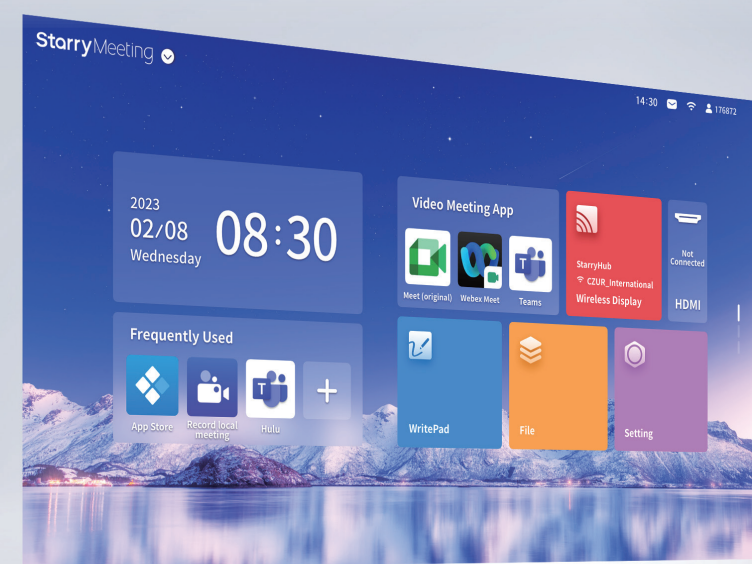 StarryMeeting
14:30
176872
2023
02/08
Wednesday
08:30
Video Meeting App
Meet (original)
Webex Meet
T
Teams
StarryHub
CZUR_International
Wireless Display
Not
Connected
HDMI
Frequently Used
App Store
Record local
meeting
T
Hulu
WritePad
File
Setting